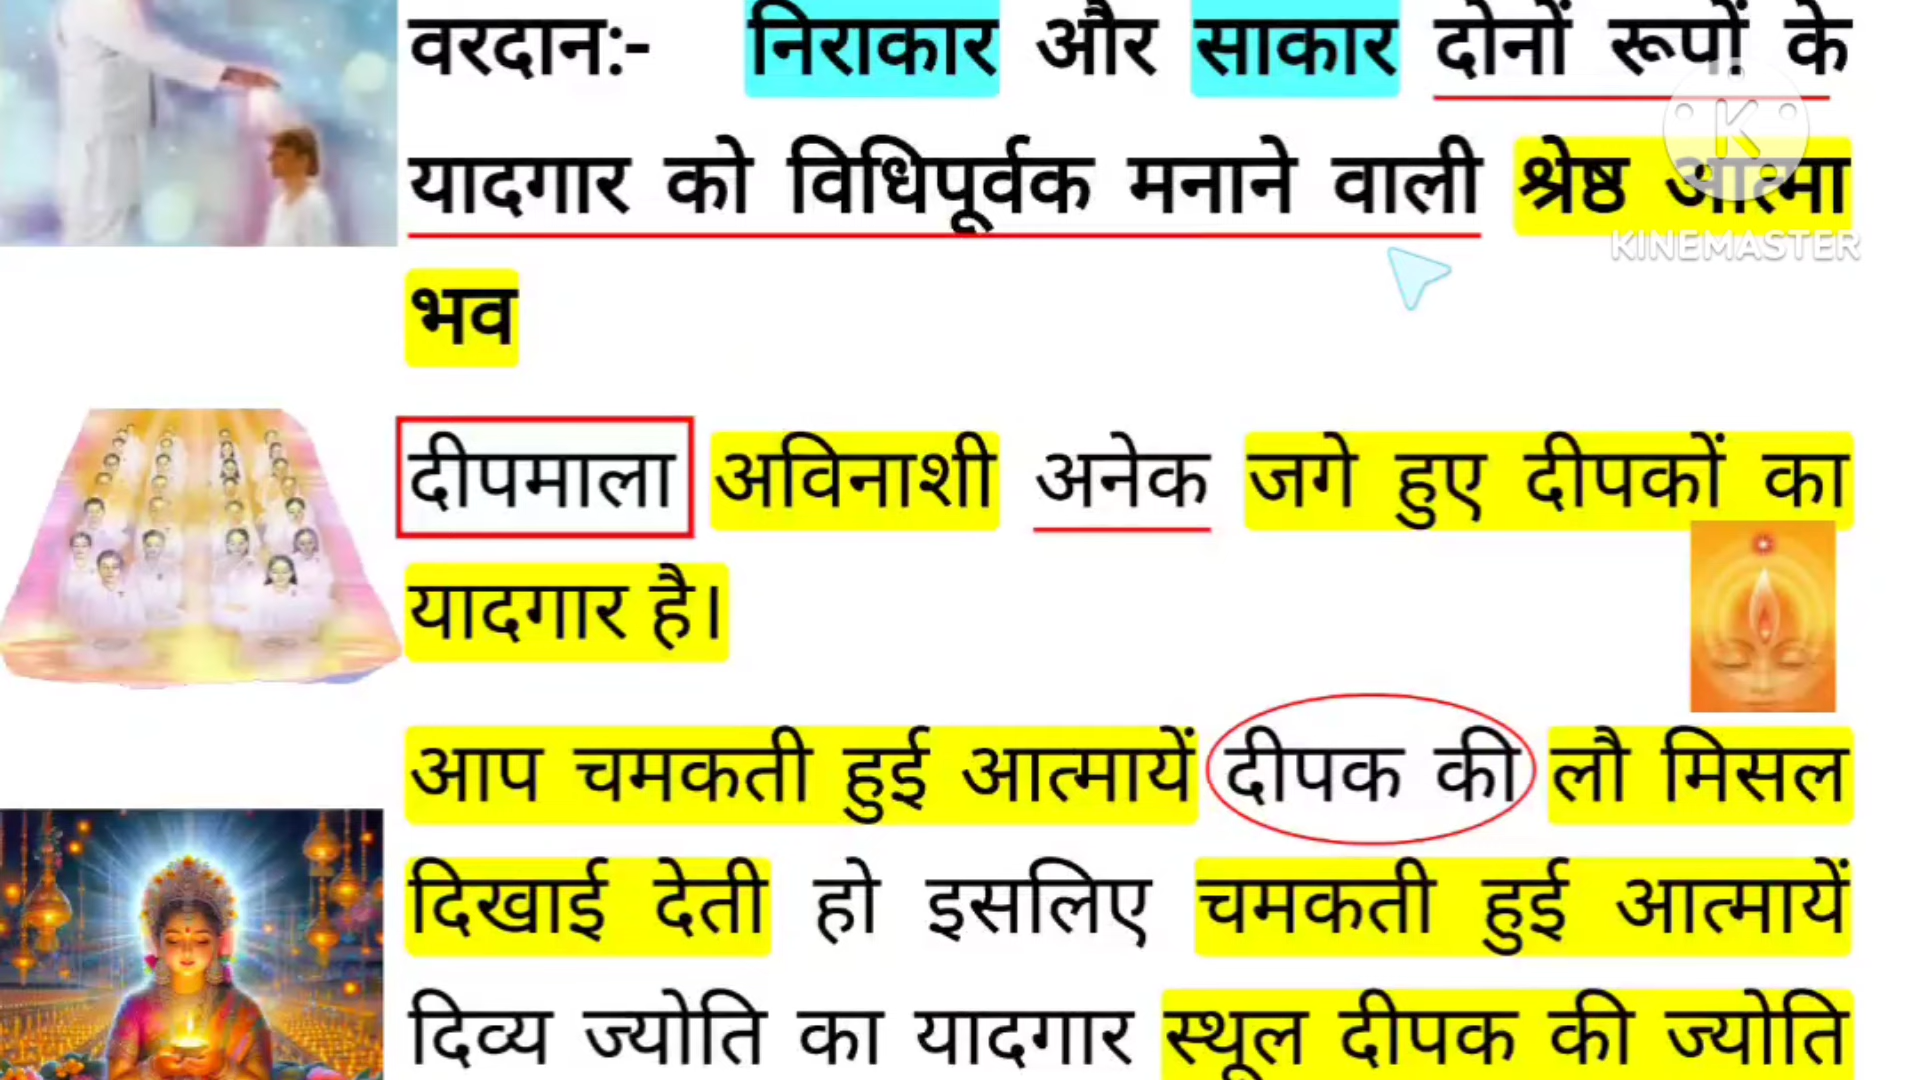 वरदान:- निराकार और साकार दोनों रूपों के
यादगार को विधिपूर्वक मनाने वाली श्रेष्ठ आत्मा
K
KINEMASTER
भव
दीपमाला अविनाशी अनेक जगे हुए दीपकों का
यादगार है।
आप चमकती हुई आत्मायें दीपक की लौ मिसल
दिखाई देती हो इसलिए चमकती हुई आत्मायें
दिव्य ज्योति का यादगार स्थूल दीपक की ज्योति